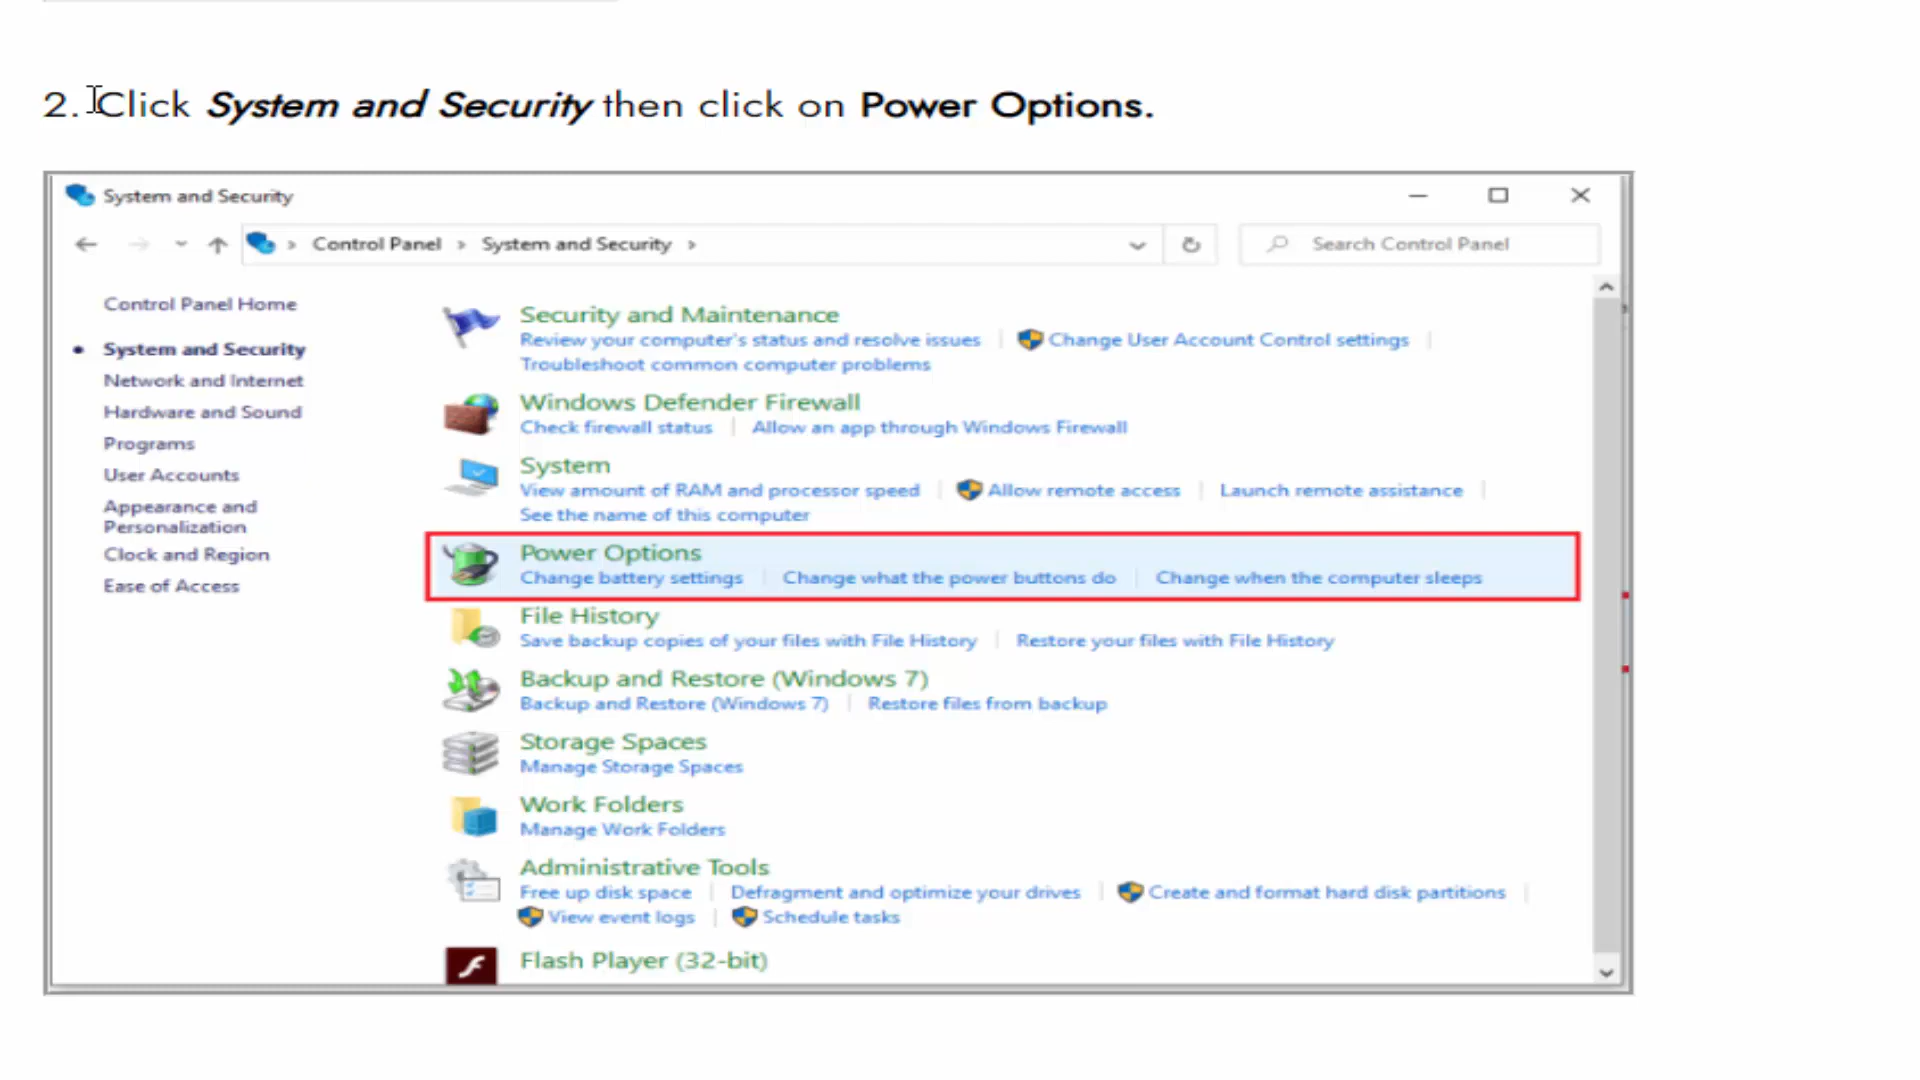 2. Click System and Security then click on Power Options.
System and Security
Control Panel > System and Security >
Search Control Panel
Control Panel Home
System and Security
Network and Internet
Hardware and Sound
Programs
User Accounts
Appearance and
Personalization
Clock and Region
Ease of Access
Security and Maintenance
Review your computer's status and resolve issues | Change User Account Control settings |
Troubleshoot common computer problems
Windows Defender Firewall
Check firewall status | Allow an app through Windows Firewall
System
View amount of RAM and processor speed | Allow remote access | Launch remote assistance |
See the name of this computer
Power Options
Change battery settings | Change what the power buttons do | Change when the computer sleeps
File History
Save backup copies of your files with File History | Restore your files with File History
Backup and Restore (Windows 7)
Backup and Restore (Windows 7) | Restore files from backup
Storage Spaces
Manage Storage Spaces
Work Folders
Manage Work Folders
Administrative Tools
Free up disk space | Defragment and optimize your drives | Create and format hard disk partitions |
View event logs | Schedule tasks
Flash Player (32-bit)